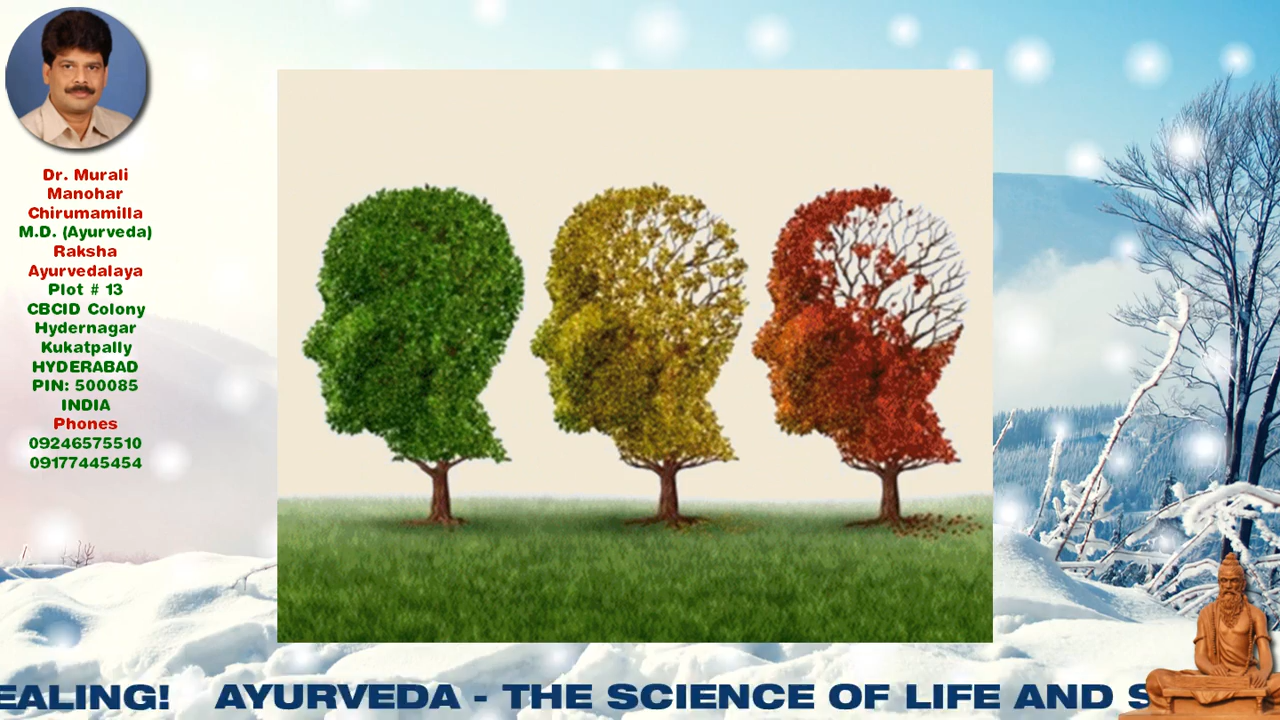 Dr. Murali
Manohar
Chirumamilla
M.D. (Ayurveda)
Raksha
Ayurvedalaya
Plot # 13
CBCID Colony
Hydernagar
Kukatpally
HYDERABAD
PIN: 500085
INDIA
Phones
09246575510
09177445454
EALING! AYURVEDA - THE SCIENCE OF LIFE AND S